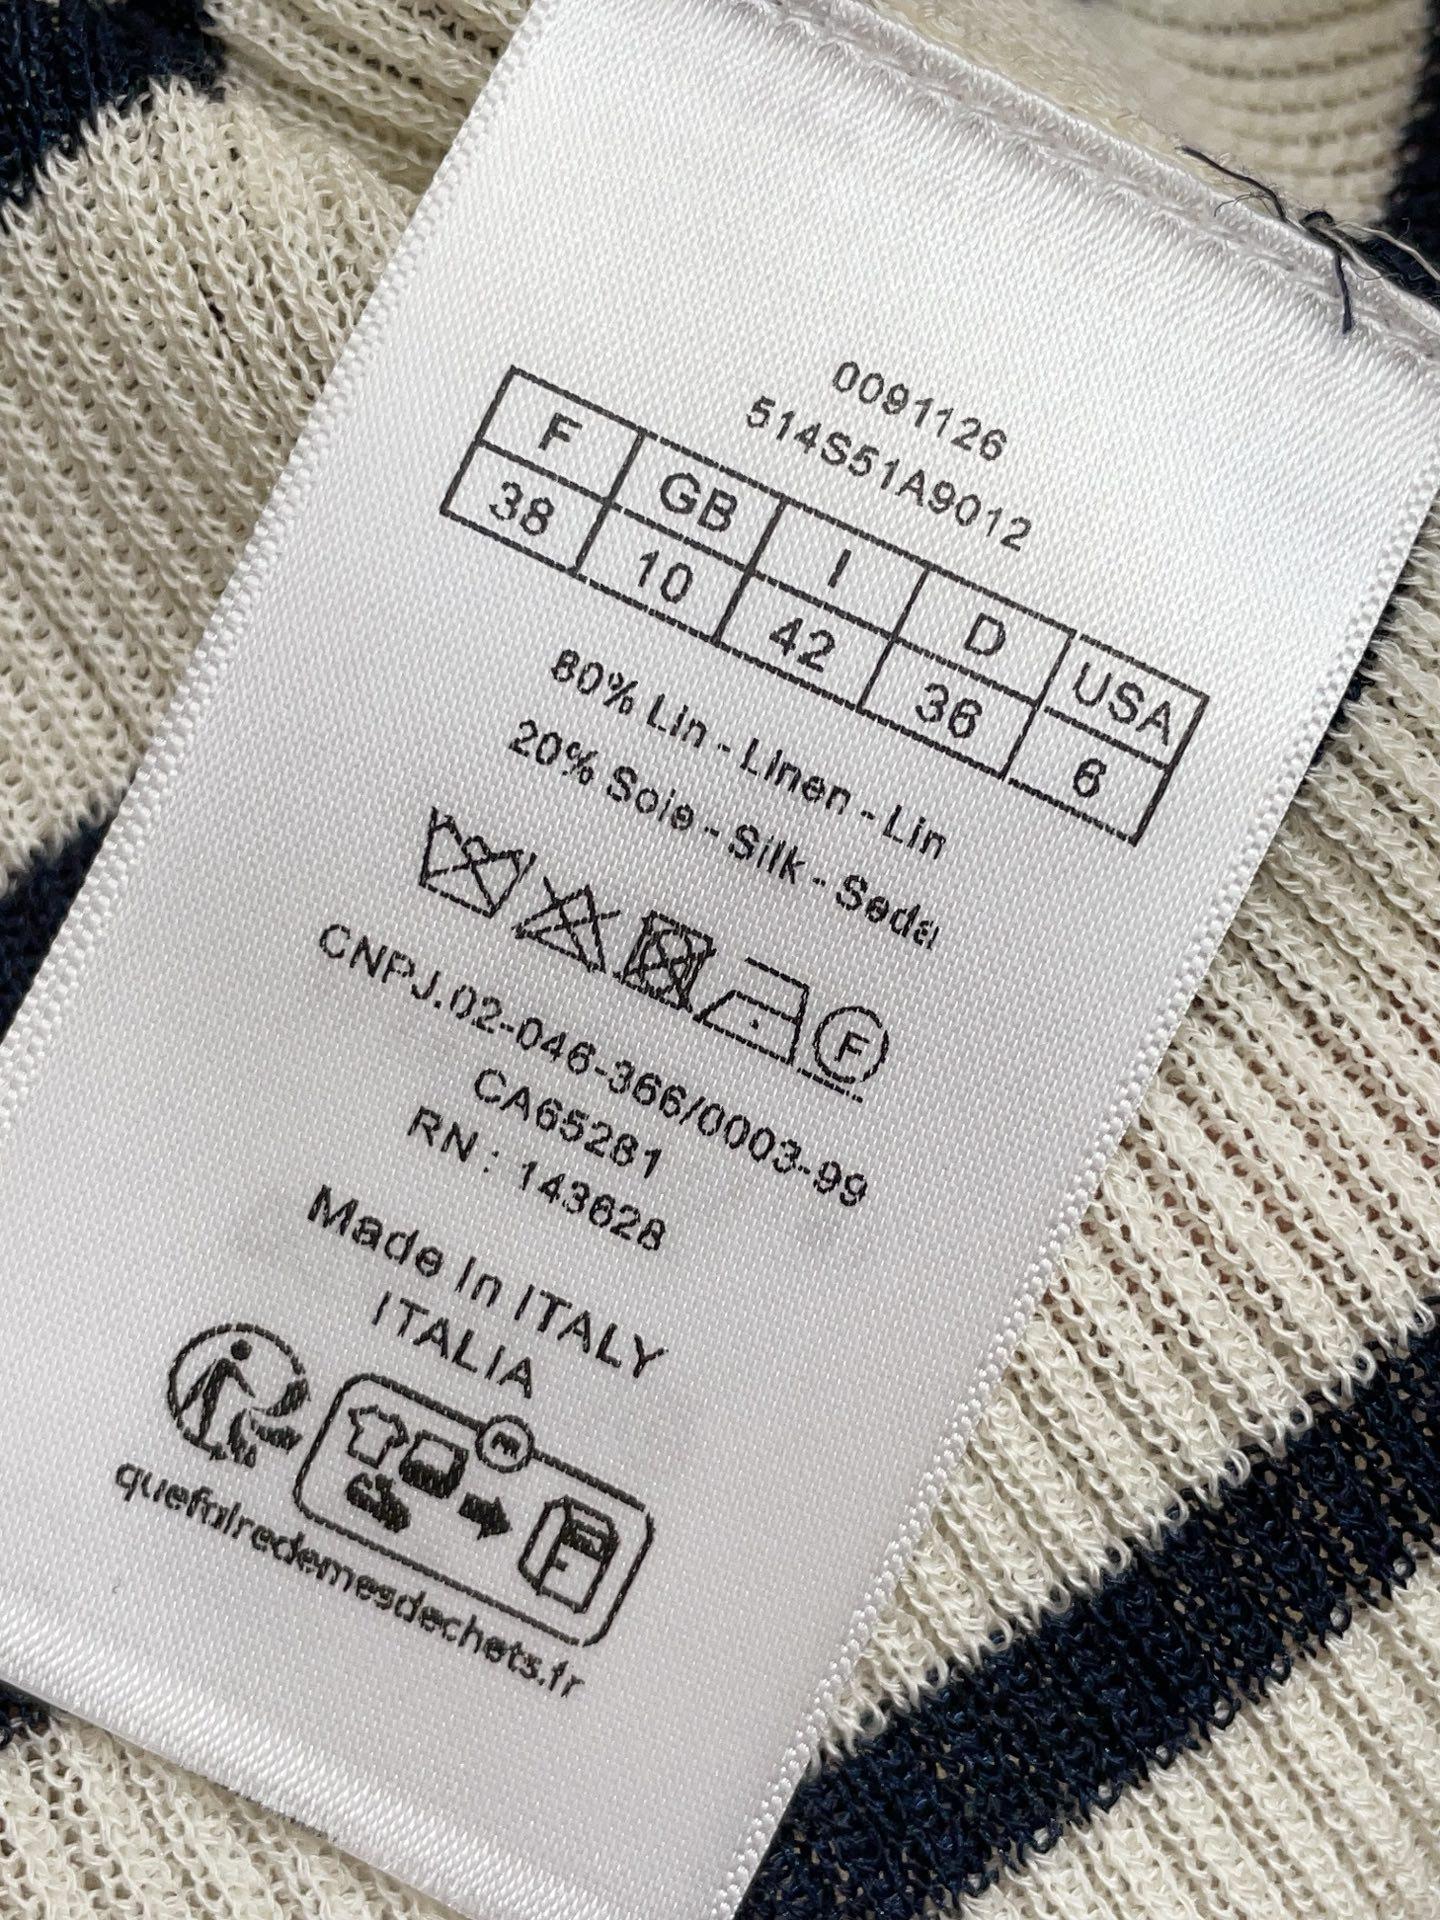 0091126
514S51A9012
F GB I D USA
38 10 42 36 6
80% Lin - Linen - Lin
20% Soie - Silk - Seda
F
CNPJ.02-046-366/0003-99
CA65281
RN : 143628
Made In ITALY
ITALIA
quefairedemesdechets.fr